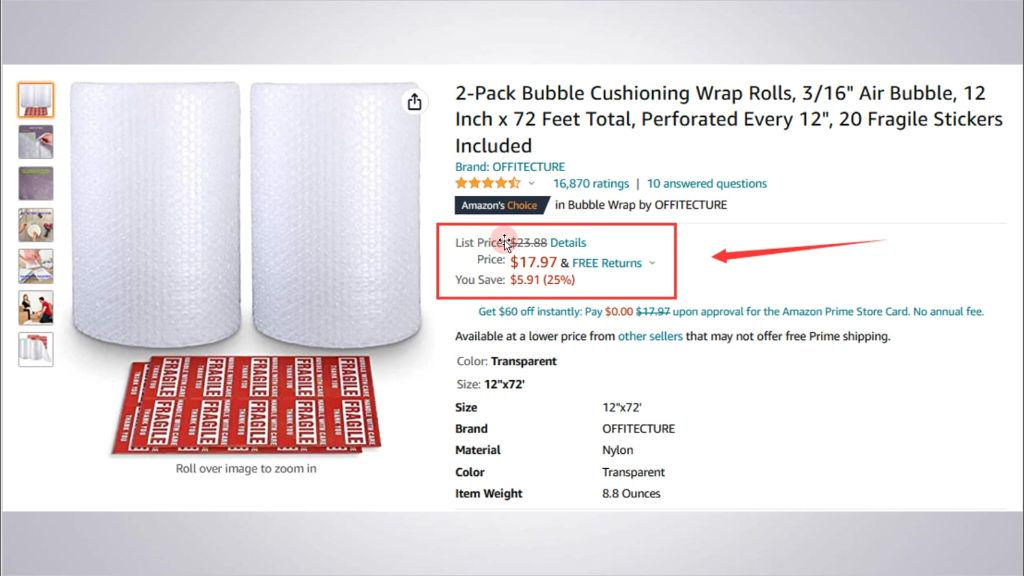 2-Pack Bubble Cushioning Wrap Rolls, 3/16" Air Bubble, 12
Inch x 72 Feet Total, Perforated Every 12", 20 Fragile Stickers
Included
Brand: OFFITECTURE
16,870 ratings | 10 answered questions
Amazon's Choice in Bubble Wrap by OFFITECTURE
List Price: $23.88 Details
Price: $17.97 & FREE Returns
You Save: $5.91 (25%)
Get $60 off instantly: Pay $0.00 $17.97 upon approval for the Amazon Prime Store Card. No annual fee.
Available at a lower price from other sellers that may not offer free Prime shipping.
Color: Transparent
Size: 12"x72'
Size 12"x72'
Brand OFFITECTURE
Material Nylon
Color Transparent
Item Weight 8.8 Ounces
HANDLE WITH CARE
FRAGILE
THANK YOU
Roll over image to zoom in